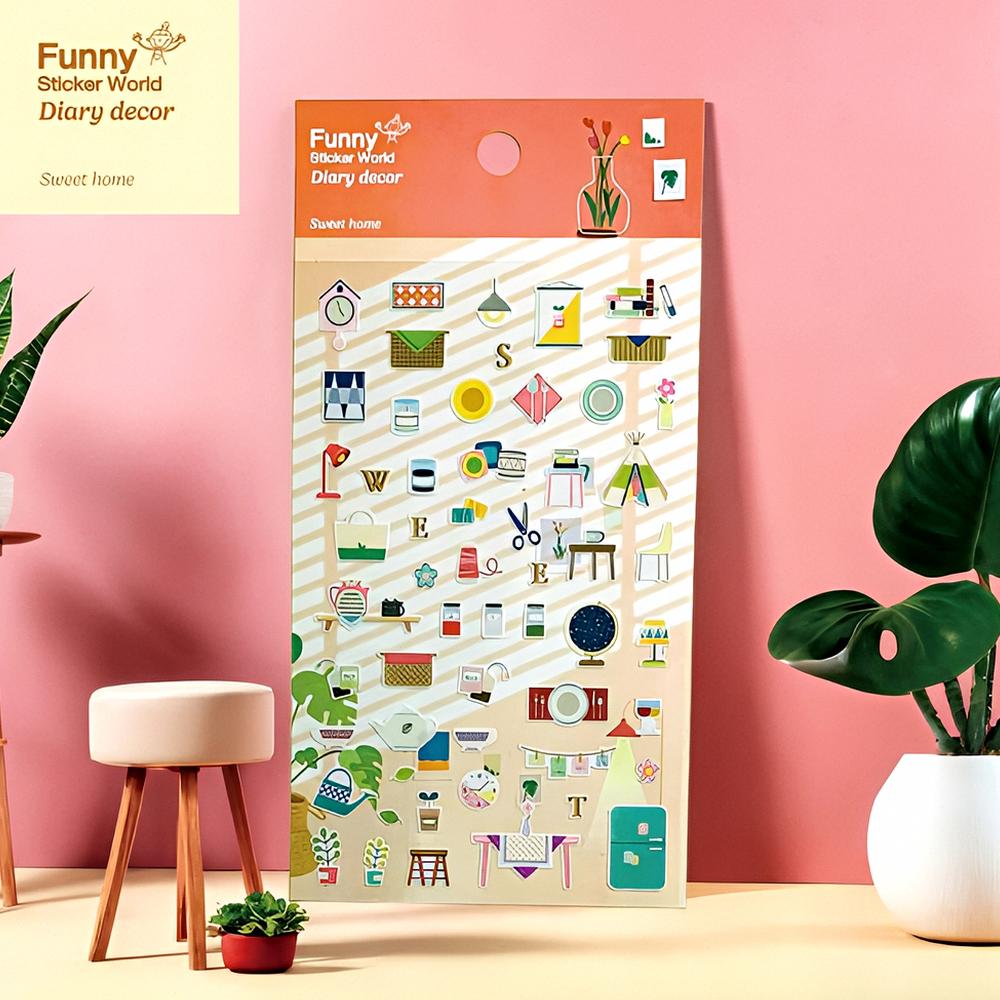 Funny
Sticker World
Diary decor
Sweet home
Funny
Sticker World
Diary decor
Sweet home
S
W
E
E
T